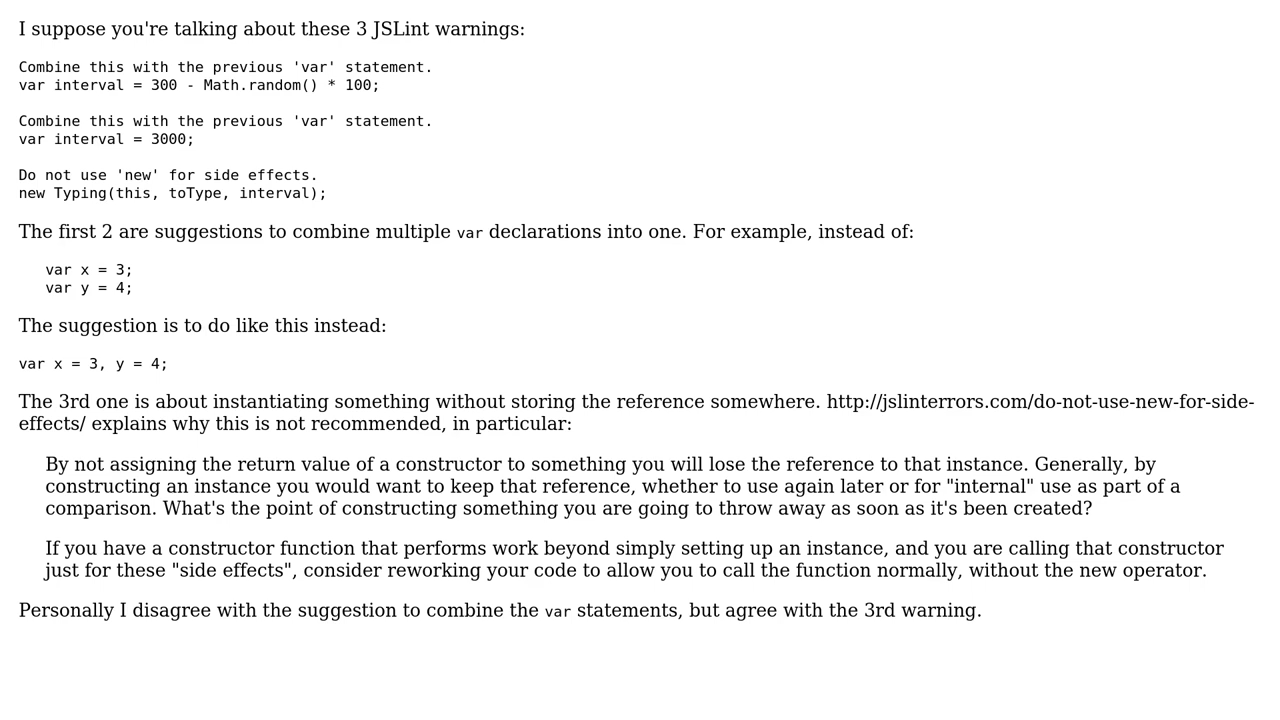 I suppose you're talking about these 3 JSLint warnings:
Combine this with the previous 'var' statement.
var interval = 300 - Math.random() * 100;
Combine this with the previous 'var' statement.
var interval = 3000;
Do not use 'new' for side effects.
new Typing(this, toType, interval);
The first 2 are suggestions to combine multiple var declarations into one. For example, instead of:
var x = 3;
var y = 4;
The suggestion is to do like this instead:
var x = 3, y = 4;
The 3rd one is about instantiating something without storing the reference somewhere. http://jslinterrors.com/do-not-use-new-for-side-
effects/ explains why this is not recommended, in particular:
By not assigning the return value of a constructor to something you will lose the reference to that instance. Generally, by
constructing an instance you would want to keep that reference, whether to use again later or for "internal" use as part of a
comparison. What's the point of constructing something you are going to throw away as soon as it's been created?
If you have a constructor function that performs work beyond simply setting up an instance, and you are calling that constructor
just for these "side effects", consider reworking your code to allow you to call the function normally, without the new operator.
Personally I disagree with the suggestion to combine the var statements, but agree with the 3rd warning.